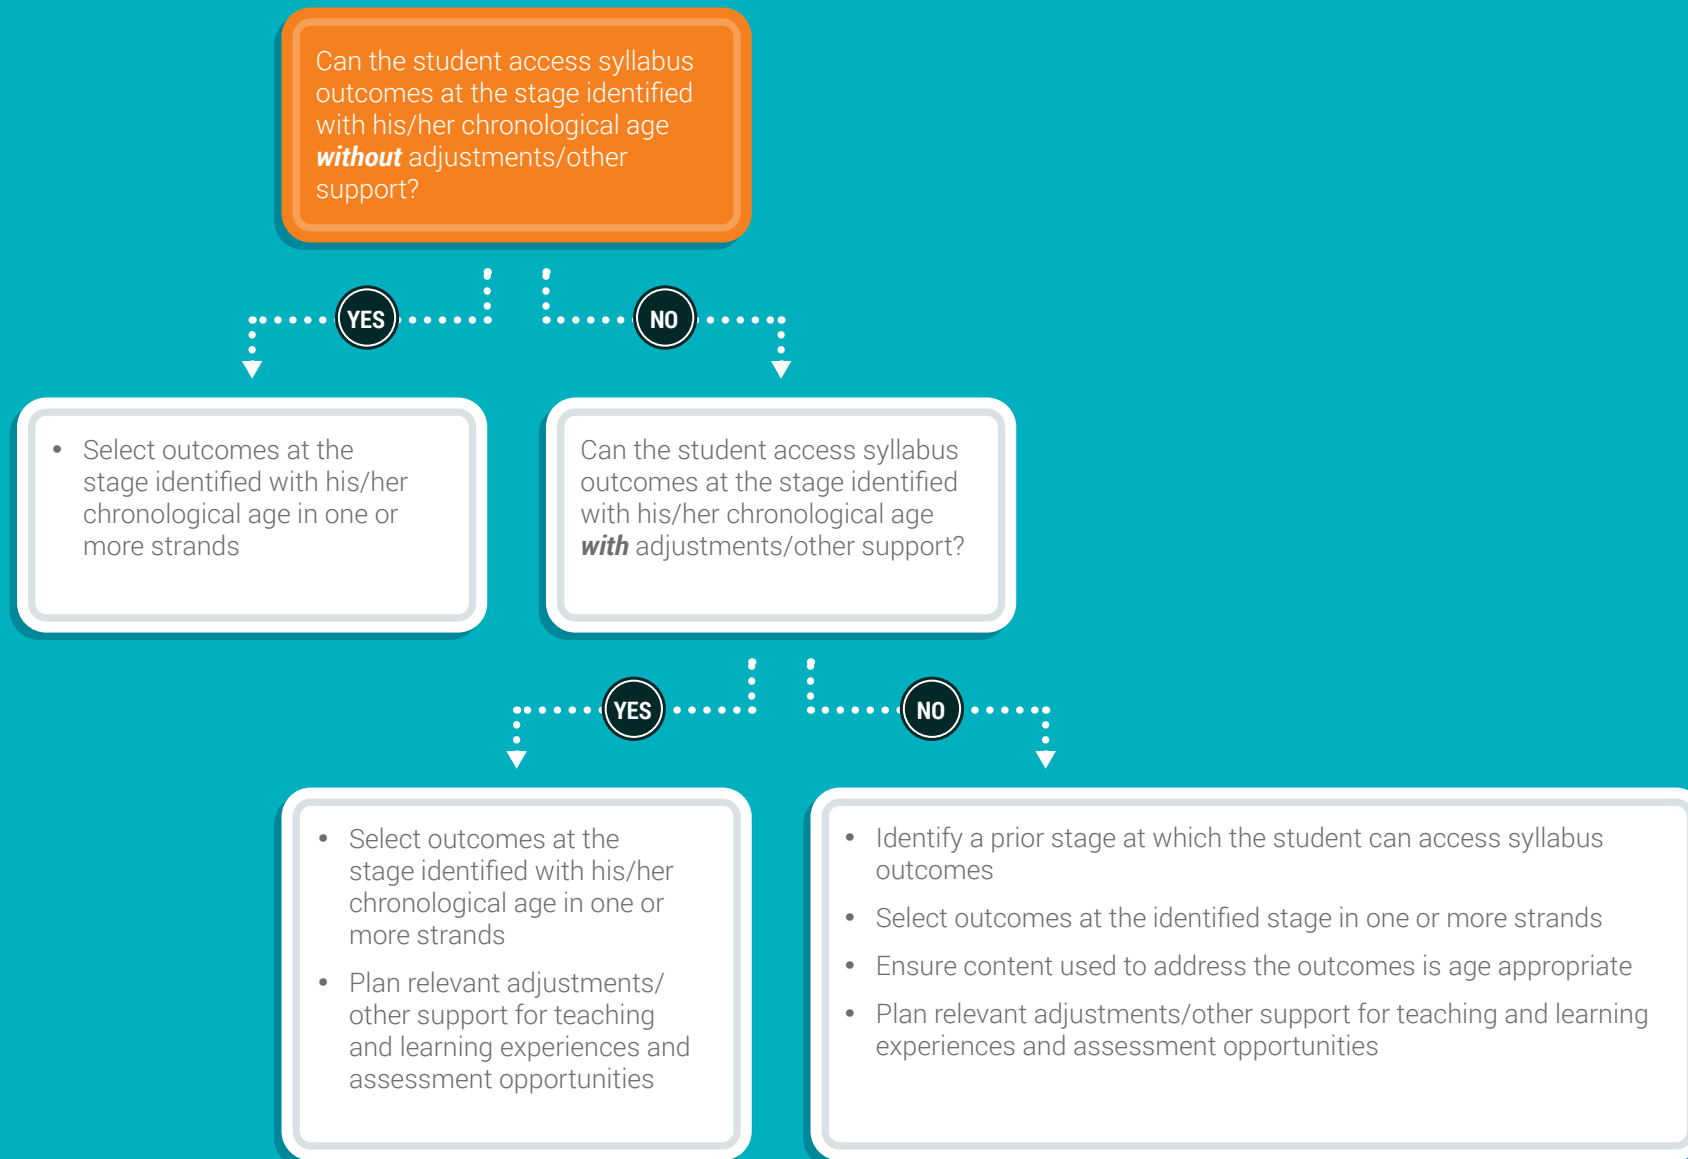 Can the student access syllabus
outcomes at the stage identified
with his/her chronological age
without adjustments/other
support?
YES
NO
• Select outcomes at the
stage identified with his/her
chronological age in one or
more strands
Can the student access syllabus
outcomes at the stage identified
with his/her chronological age
with adjustments/other support?
YES
NO
• Select outcomes at the
stage identified with his/her
chronological age in one or
more strands
• Plan relevant adjustments/
other support for teaching
and learning experiences and
assessment opportunities
• Identify a prior stage at which the student can access syllabus
outcomes
• Select outcomes at the identified stage in one or more strands
• Ensure content used to address the outcomes is age appropriate
• Plan relevant adjustments/other support for teaching and learning
experiences and assessment opportunities